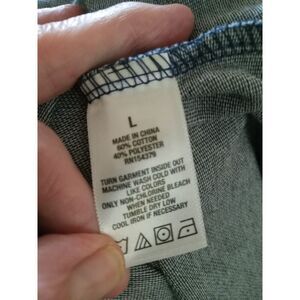 L
MADE IN CHINA
60% COTTON
40% POLYESTER
RN154379
TURN GARMENT INSIDE OUT
MACHINE WASH COLD WITH
LIKE COLORS
ONLY NON-CHLORINE BLEACH
WHEN NEEDED
TUMBLE DRY LOW
COOL IRON IF NECESSARY